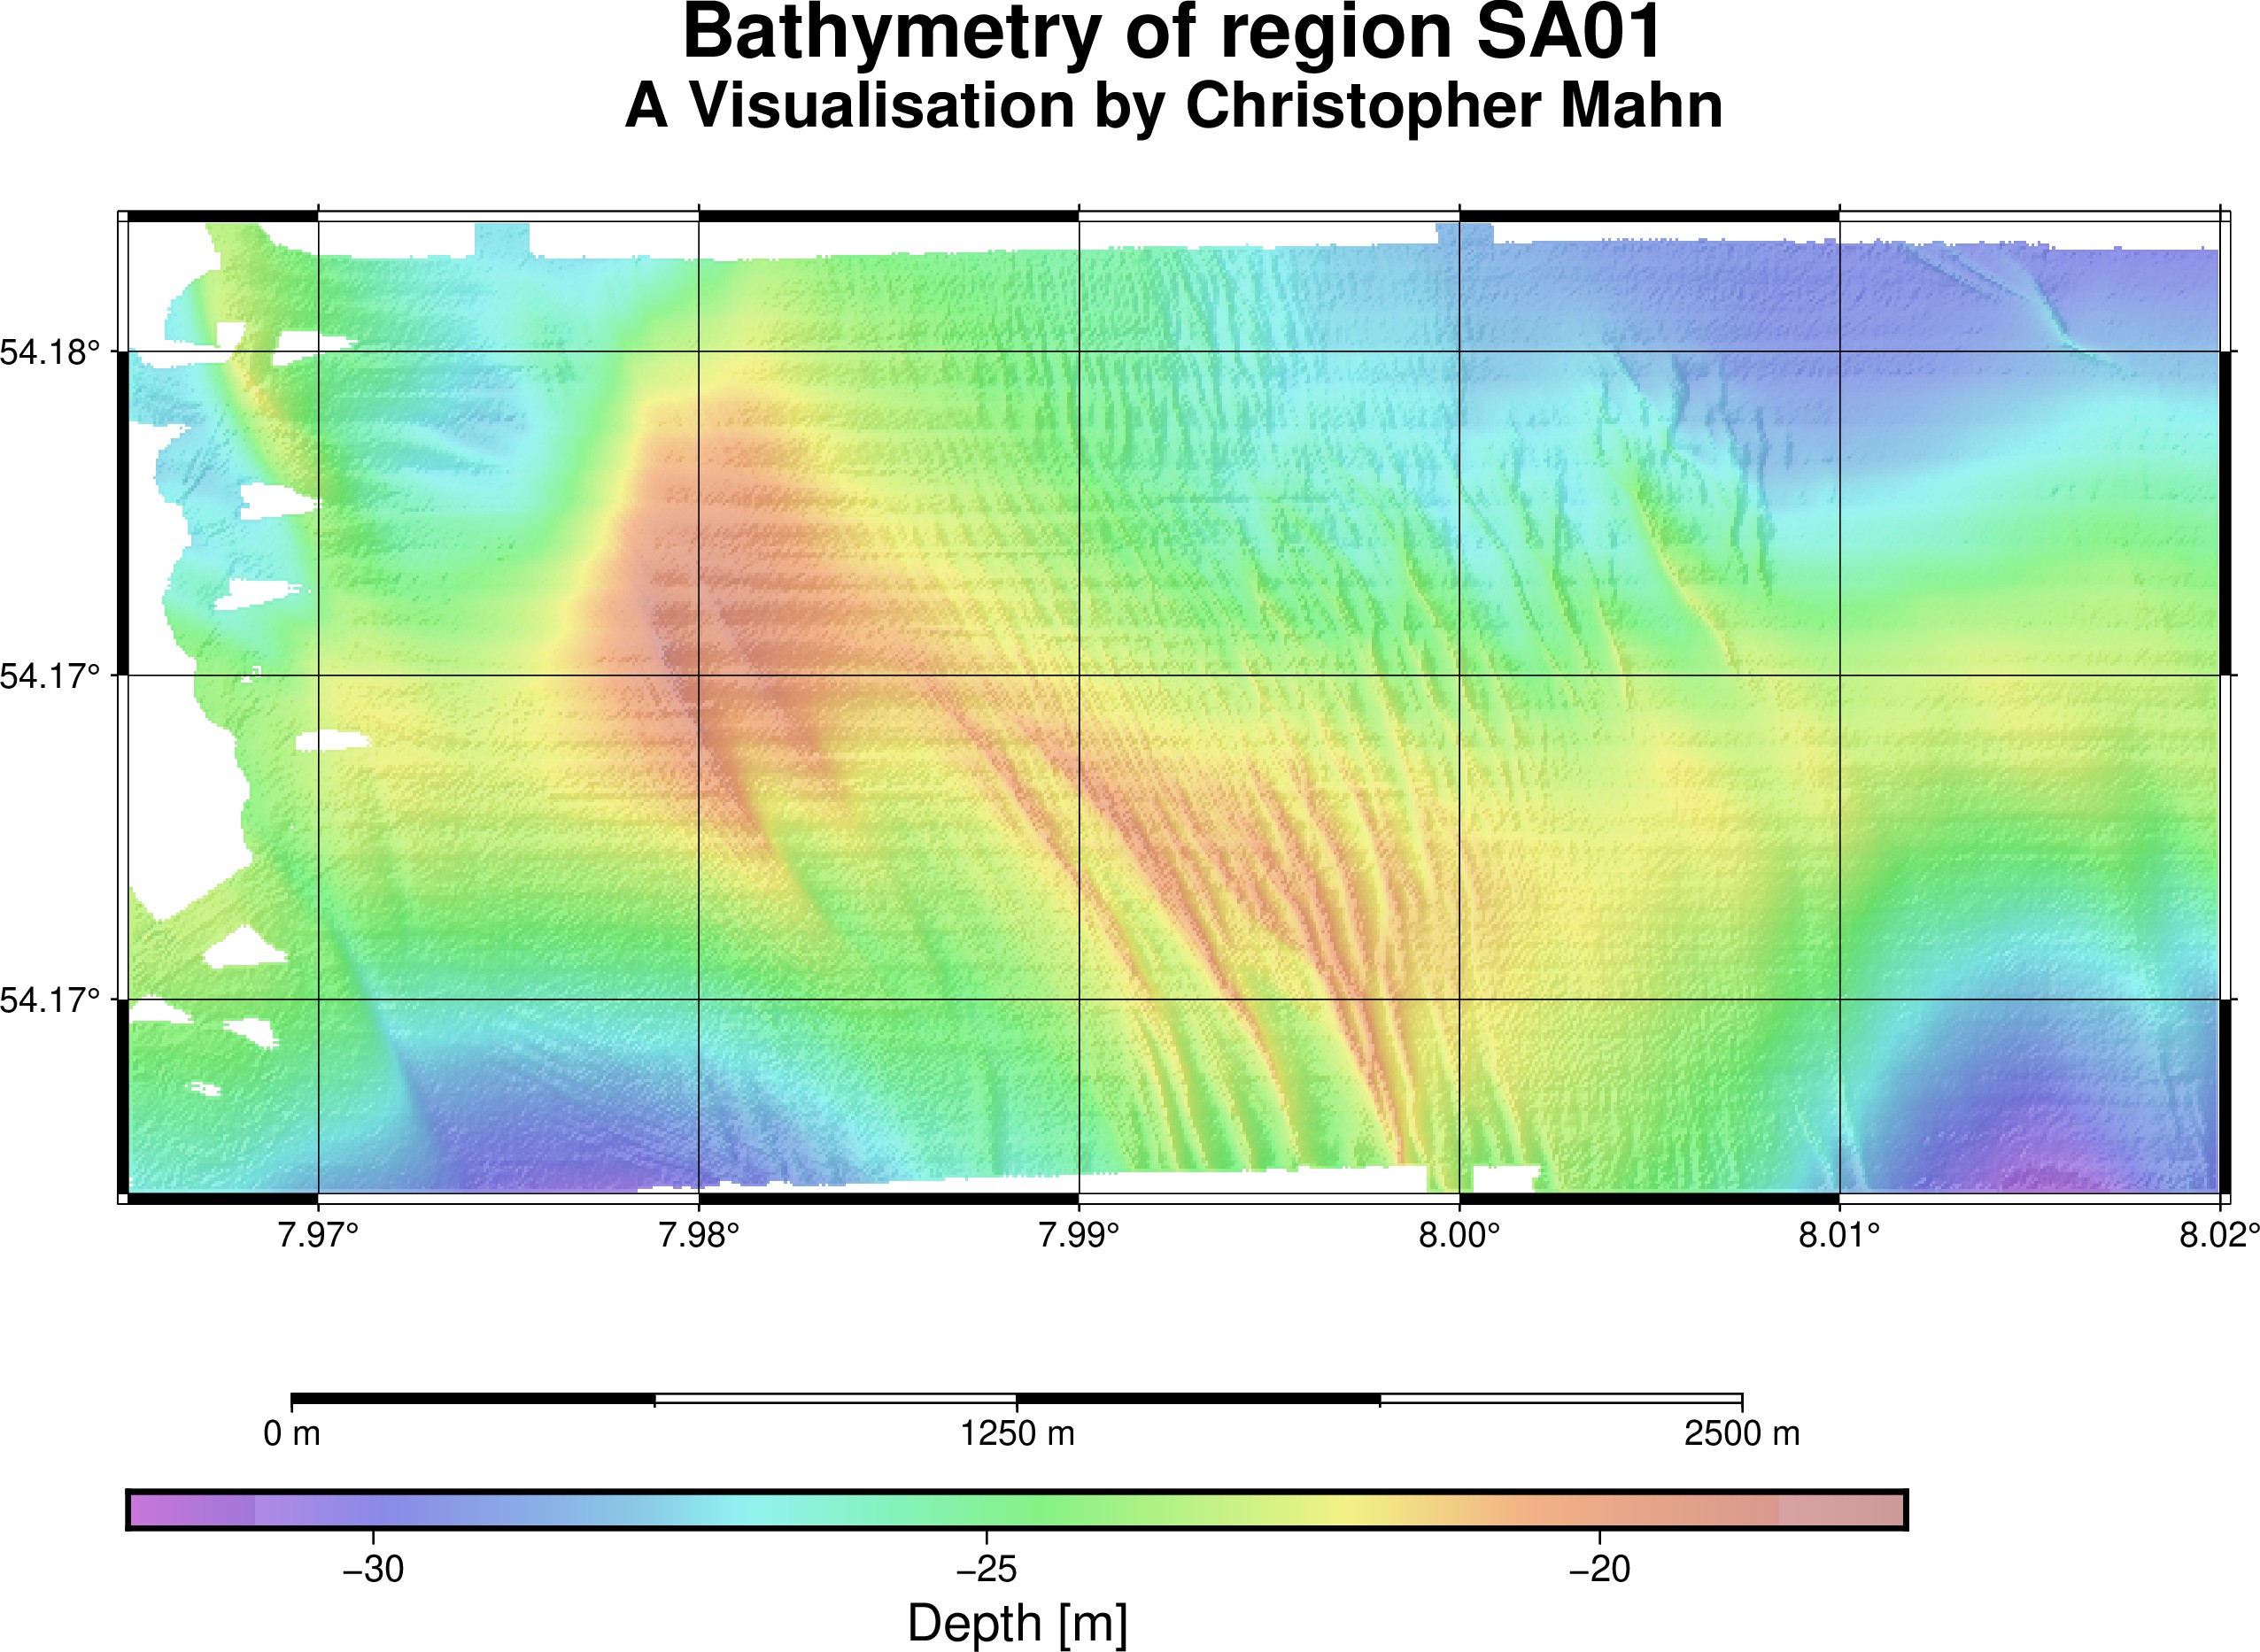 Bathymetry of region SA01
A Visualisation by Christopher Mahn
54.18°
54.17°
54.17°
7.97° 7.98° 7.99° 8.00° 8.01° 8.02°
0 m 1250 m 2500 m
−30 −25 −20
Depth [m]